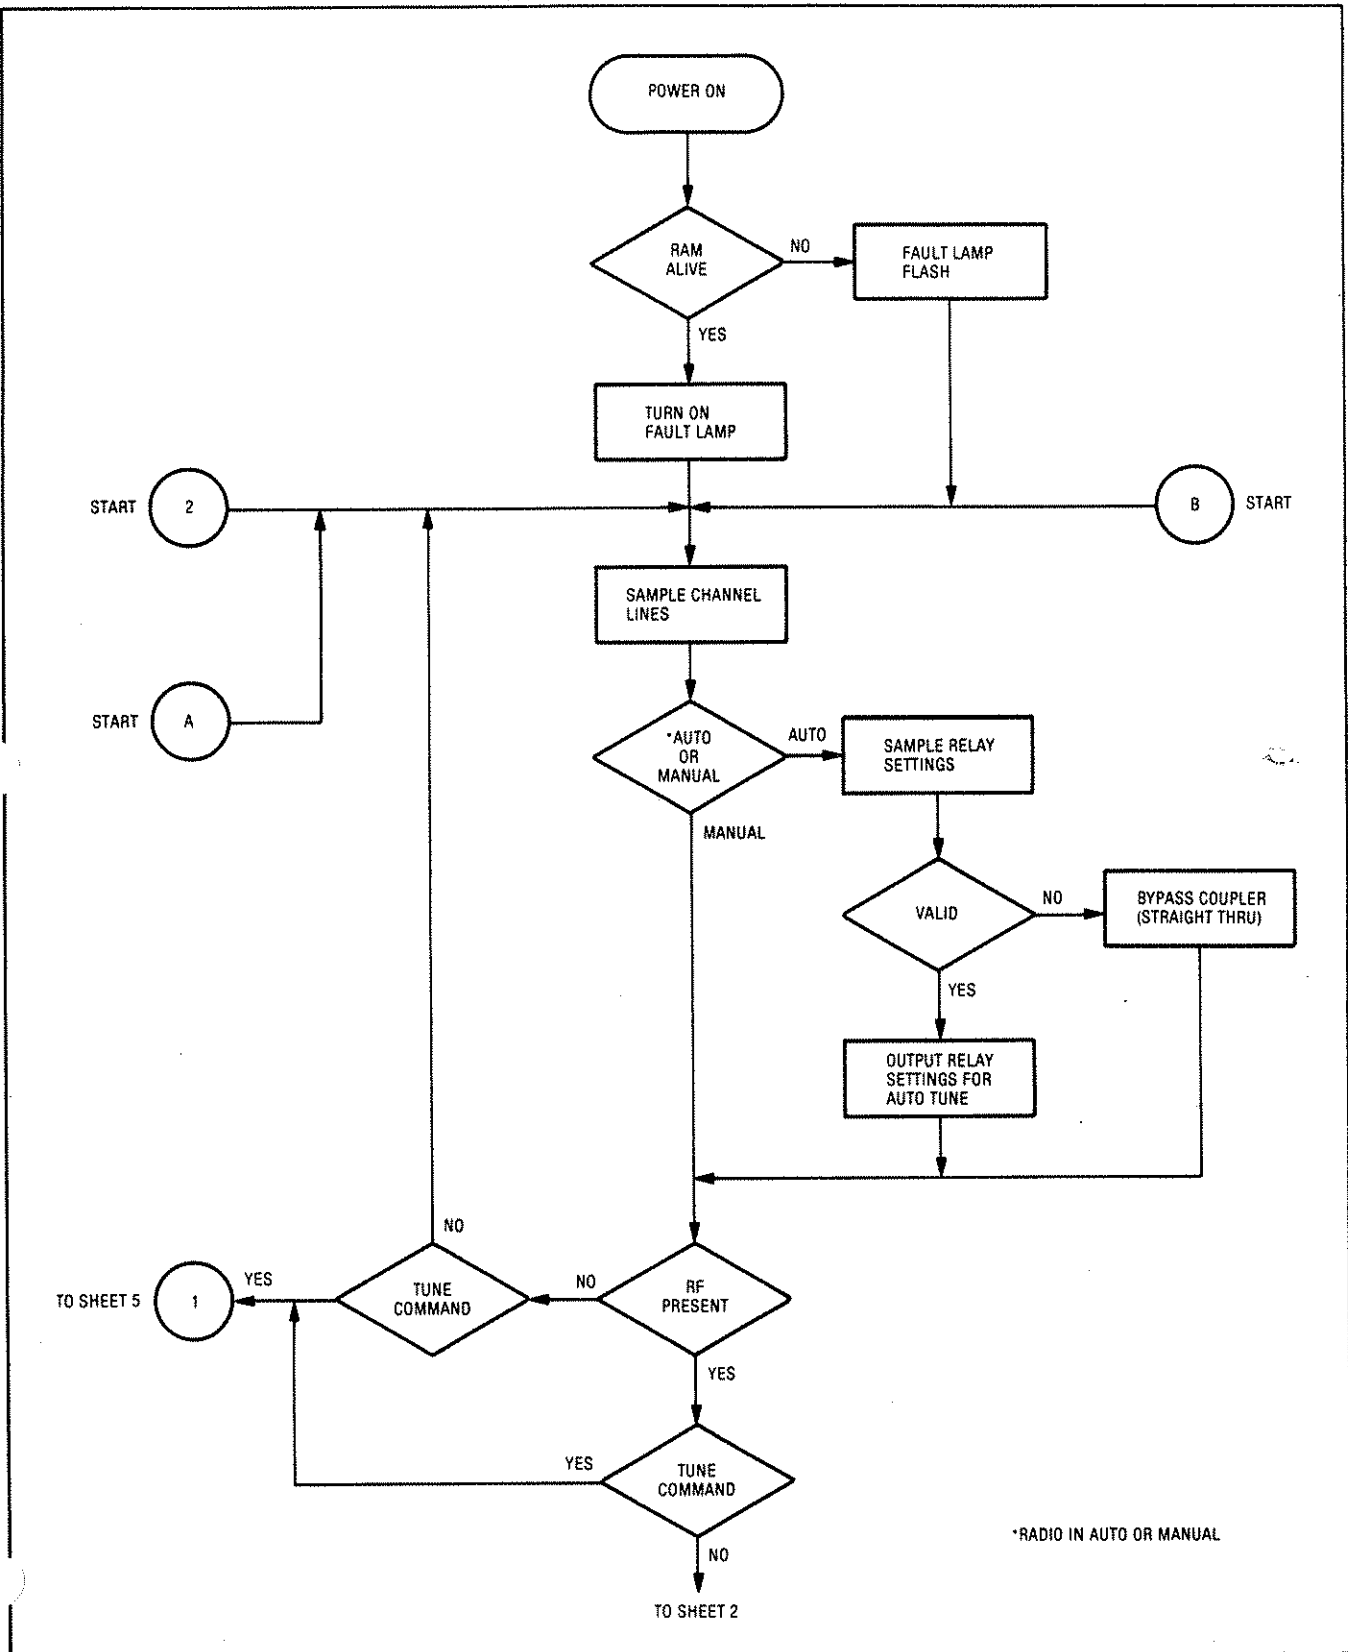 POWER ON
RAM
ALIVE
NO
FAULT LAMP
FLASH
YES
TURN ON
FAULT LAMP
START
2
B
START
SAMPLE CHANNEL
LINES
START
A
*AUTO
OR
MANUAL
AUTO
SAMPLE RELAY
SETTINGS
MANUAL
VALID
NO
BYPASS COUPLER
(STRAIGHT THRU)
YES
OUTPUT RELAY
SETTINGS FOR
AUTO TUNE
NO
TO SHEET 5
1
YES
TUNE
COMMAND
NO
RF
PRESENT
YES
YES
TUNE
COMMAND
NO
TO SHEET 2
*RADIO IN AUTO OR MANUAL